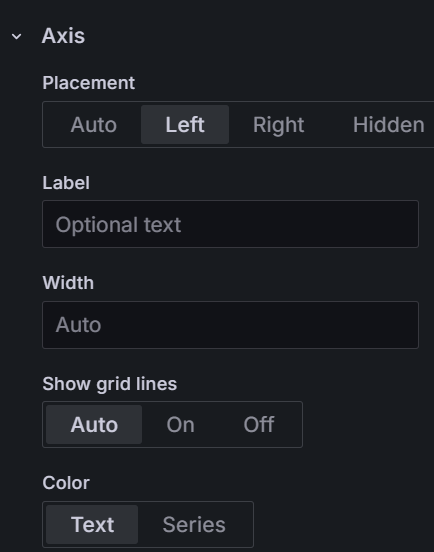 Axis
Placement
Auto Left Right Hidden
Label
Optional text
Width
Auto
Show grid lines
Auto On Off
Color
Text Series